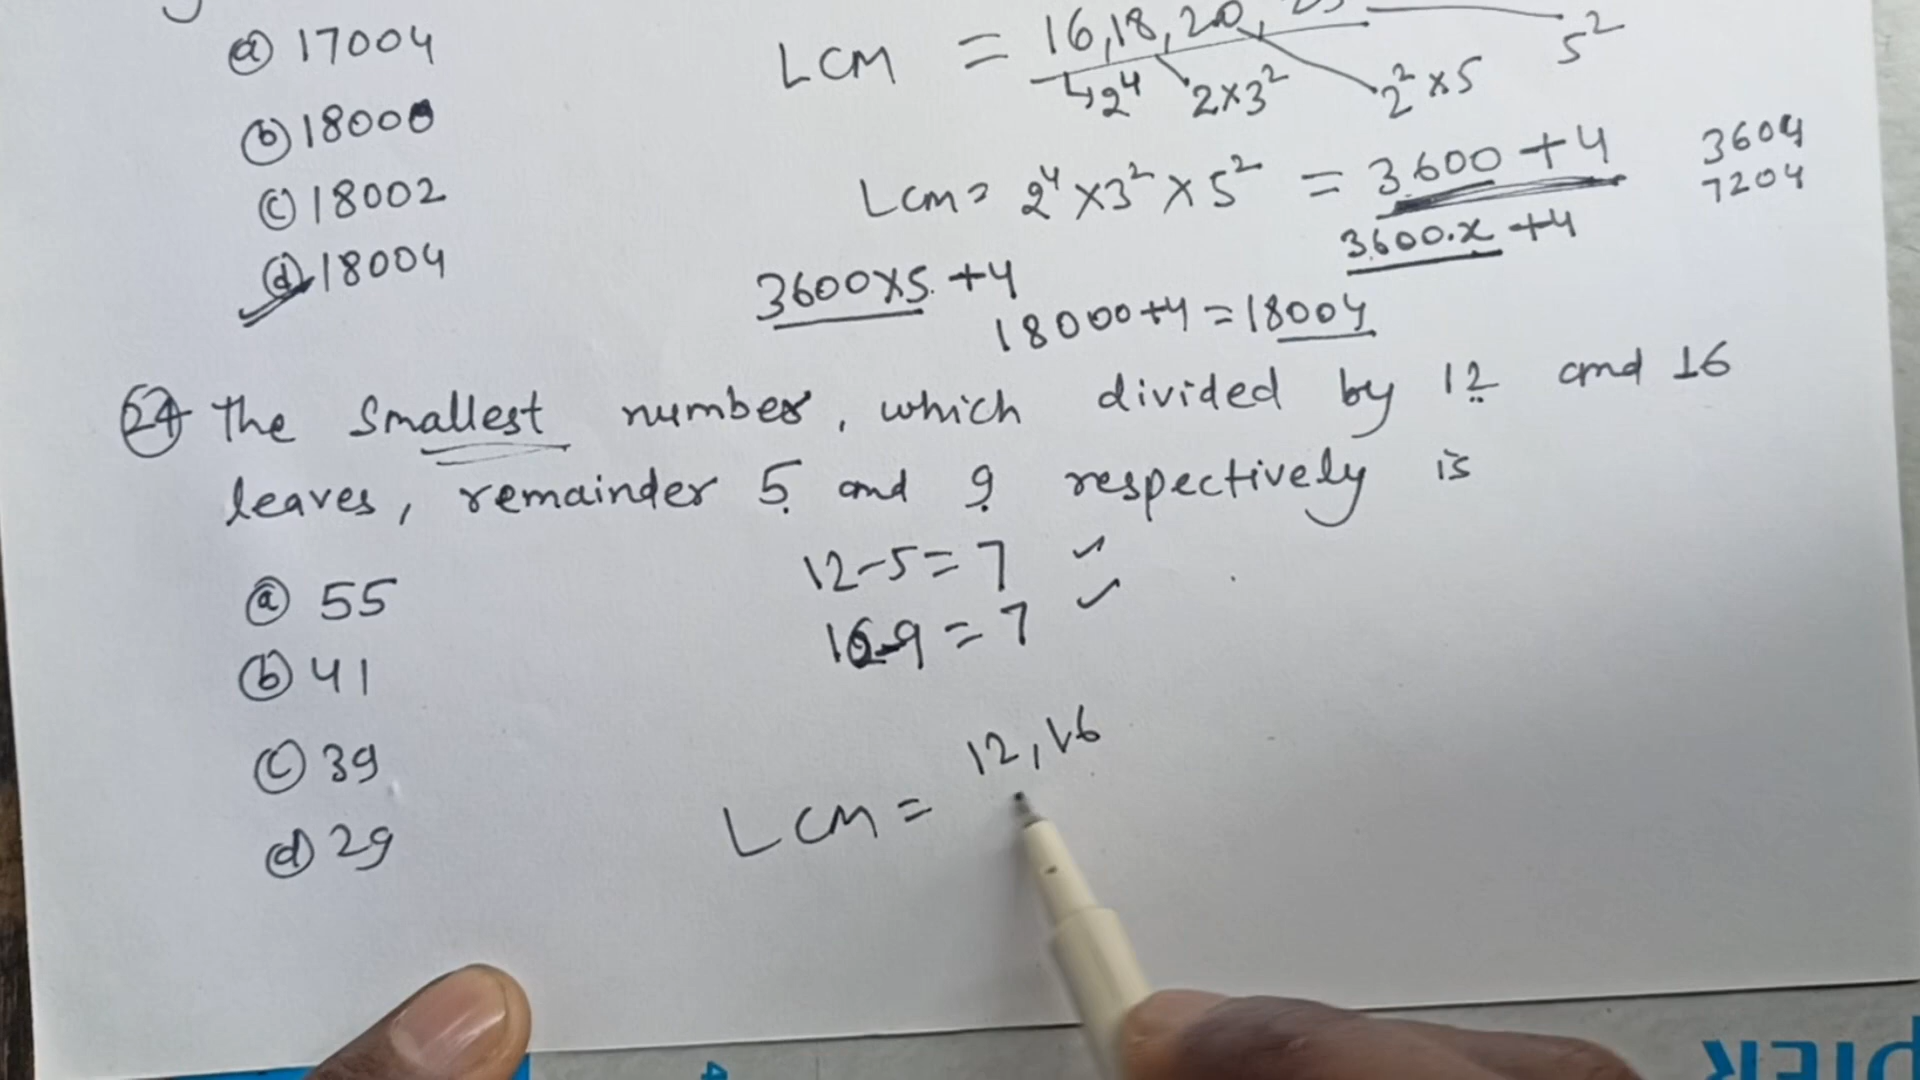 ⓐ 17004
LCM = 16,18,20,
↳2⁴ 2×3² 2²×5 5²
ⓑ 18000
LCM = 2⁴×3²×5² = 3600+4 3604
7204
ⓒ 18002
3600.x+4
ⓓ 18004
3600×5+4
18000+4=18004
24 The Smallest number, which divided by 12 and 16
leaves, remainder 5 and 9 respectively is
12-5=7 ✓
ⓐ 55
16-9=7 ✓
ⓑ 41
12,16
ⓒ 39
LCM =
ⓓ 29